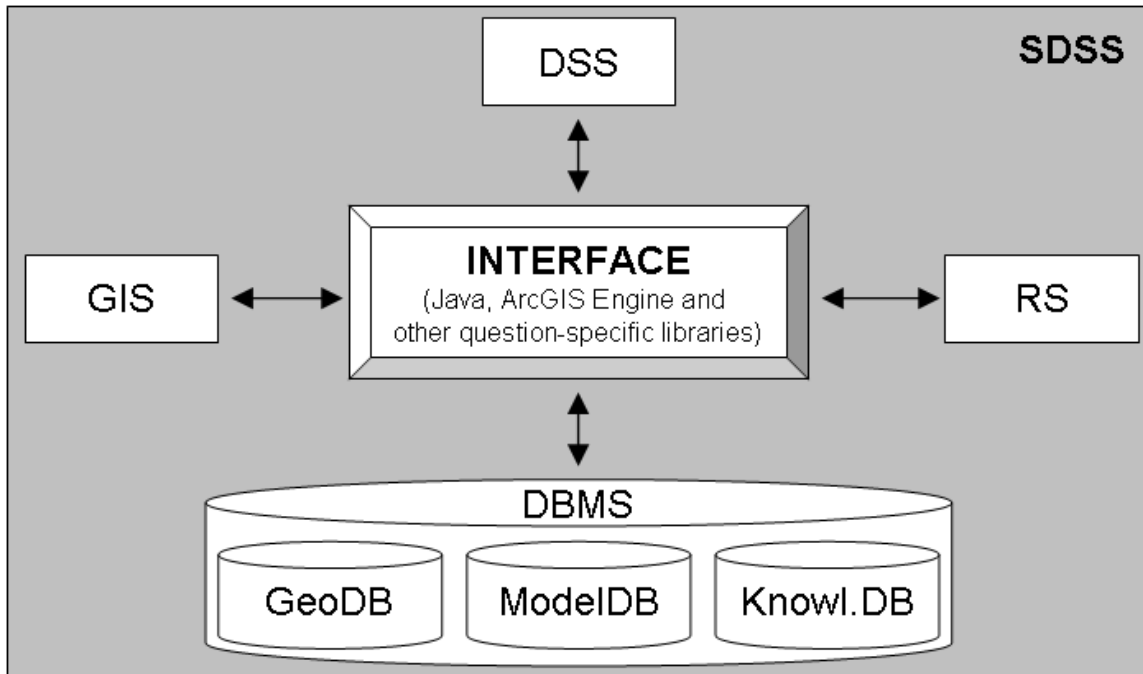 SDSS
DSS
INTERFACE
(Java, ArcGIS Engine and
other question-specific libraries)
GIS
RS
DBMS
GeoDB
ModelDB
Knowl.DB